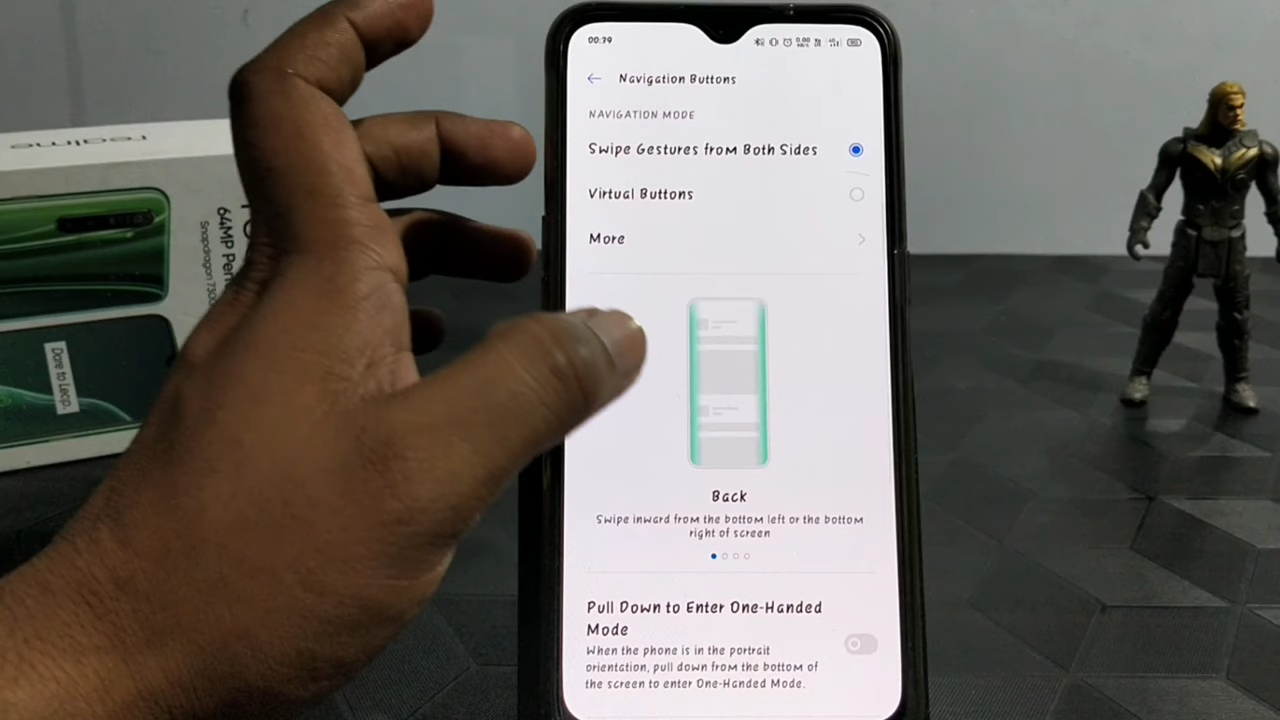 00:39
Navigation Buttons
NAVIGATION MODE
Swipe Gestures from Both Sides
Virtual Buttons
More
Back
Swipe inward from the bottom left or the bottom
right of screen
Pull Down to Enter One-Handed
Mode
When the phone is in the portrait
orientation, pull down from the bottom of
the screen to enter One-Handed Mode.
realme
64MP
Snapdragon
Dare to Leap.